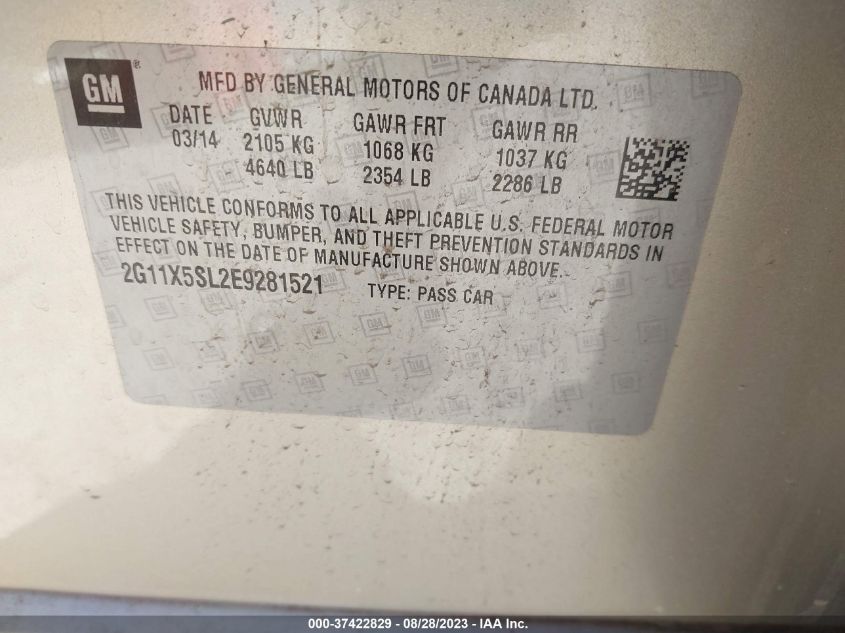 GM ®
MFD BY GENERAL MOTORS OF CANADA LTD.
DATE GVWR GAWR FRT GAWR RR
03/14 2105 KG 1068 KG 1037 KG
4640 LB 2354 LB 2286 LB
THIS VEHICLE CONFORMS TO ALL APPLICABLE U.S. FEDERAL MOTOR
VEHICLE SAFETY, BUMPER, AND THEFT PREVENTION STANDARDS IN
EFFECT ON THE DATE OF MANUFACTURE SHOWN ABOVE.
2G11X5SL2E9281521 TYPE: PASS CAR
000-37422829 - 08/28/2023 - IAA Inc.